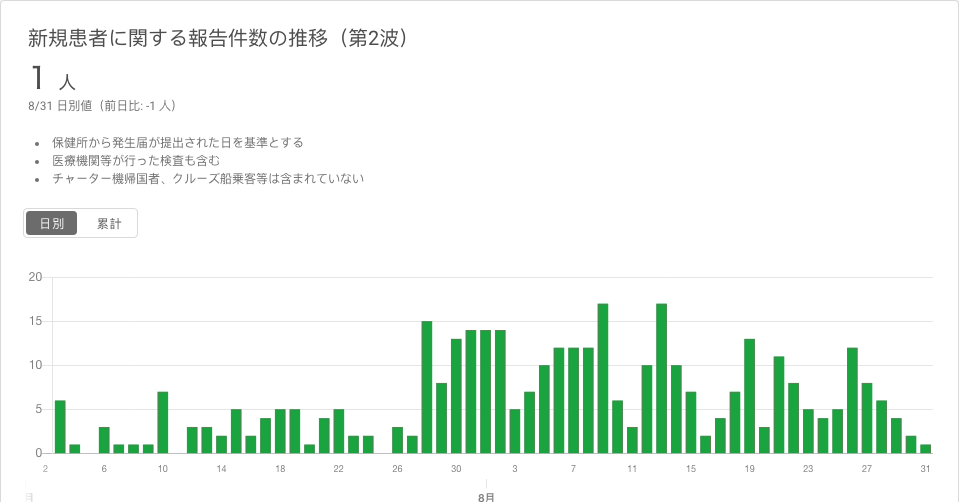 新規患者に関する報告件数の推移（第2波）
1 人
8/31 日別値（前日比: -1 人）
保健所から発生届が提出された日を基準とする
医療機関等が行った検査も含む
チャーター機帰国者、クルーズ船乗客等は含まれていない
日別 累計
20
15
10
5
0
2 6 10 14 18 22 26 30 3 7 11 15 19 23 27 31
月 8月